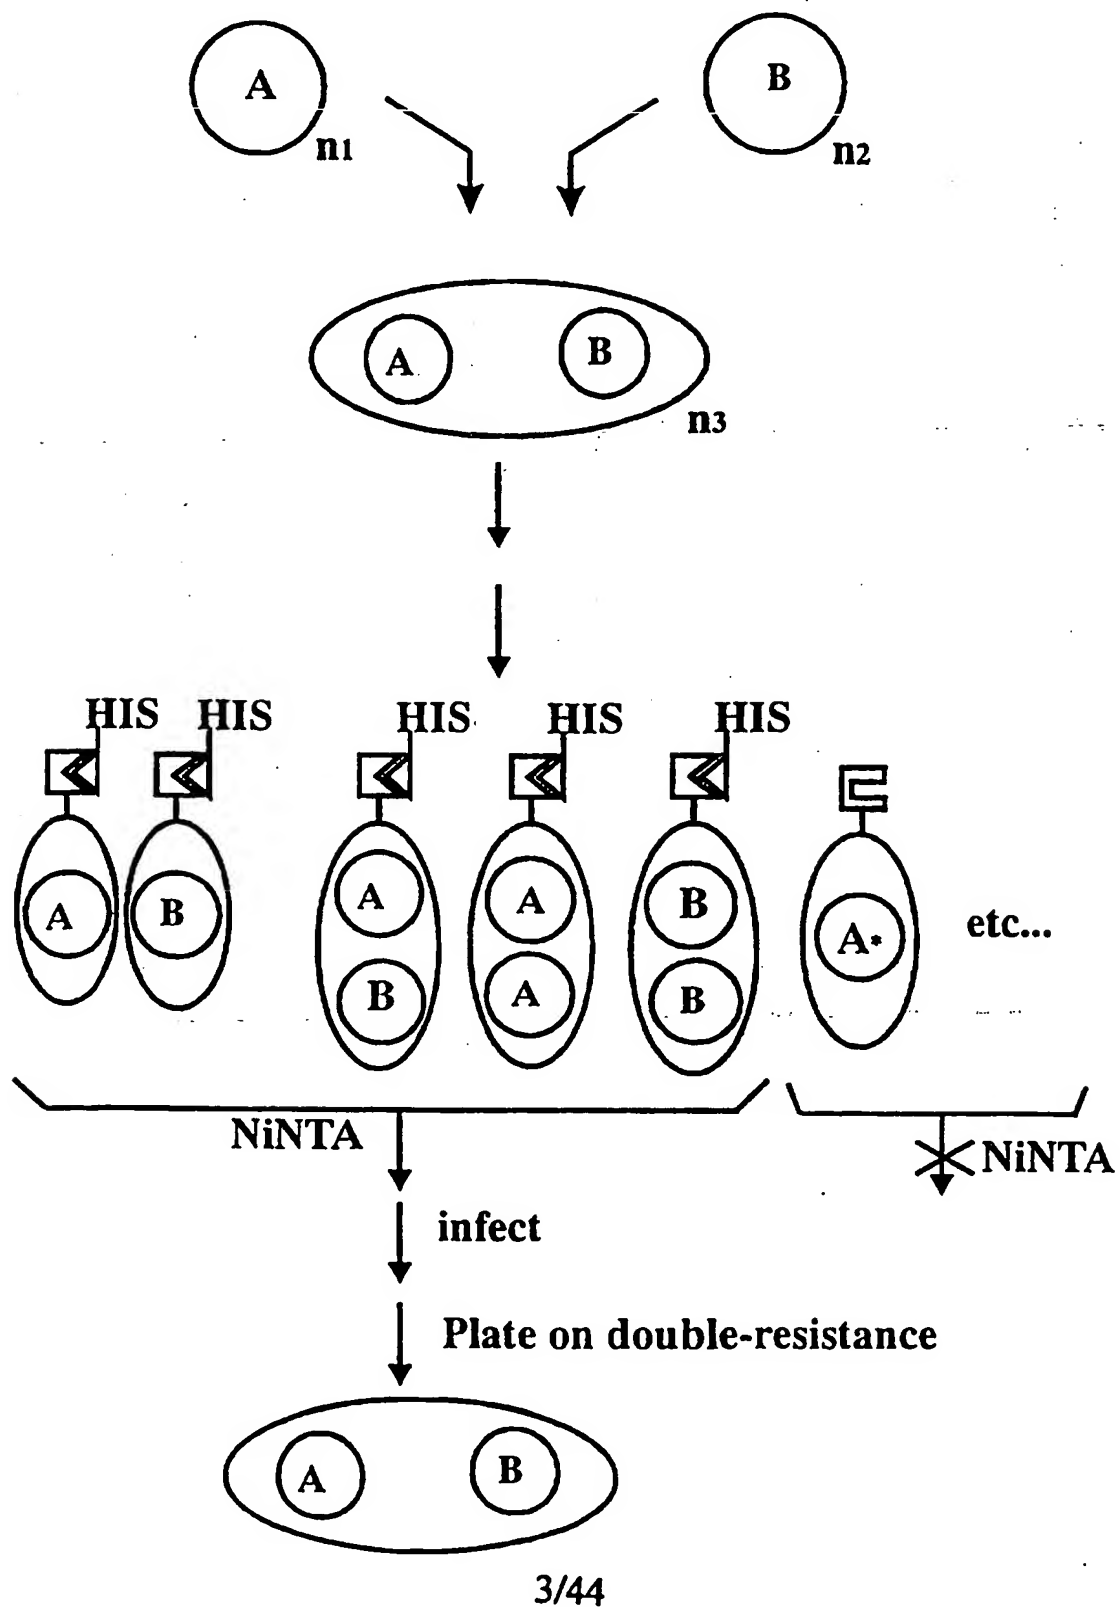 A
n1
B
n2
A
B
n3
HIS
HIS
HIS
HIS
HIS
A
B
A
B
A
A
B
B
A*
etc...
NiNTA
NiNTA
infect
Plate on double-resistance
A
B
3/44